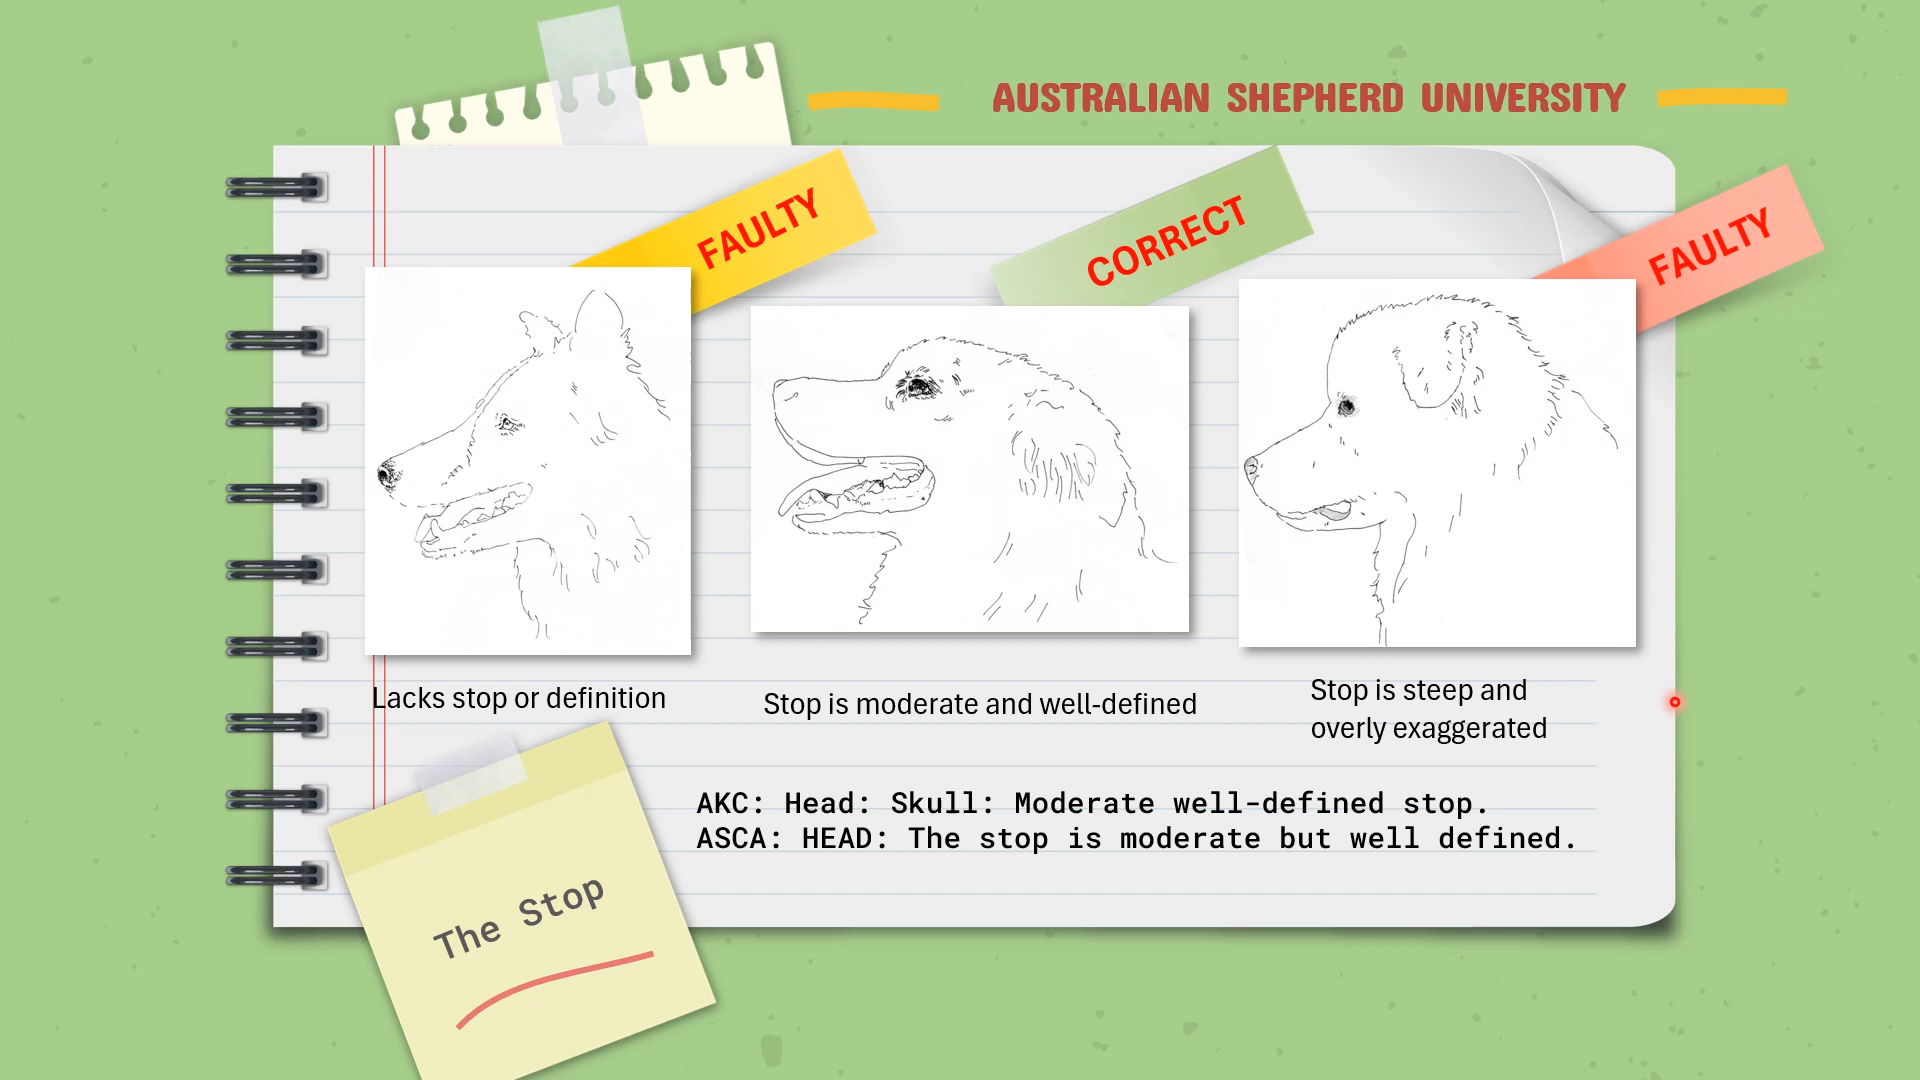 AUSTRALIAN SHEPHERD UNIVERSITY
FAULTY
CORRECT
FAULTY
Lacks stop or definition
Stop is moderate and well-defined
Stop is steep and
overly exaggerated
AKC: Head: Skull: Moderate well-defined stop.
ASCA: HEAD: The stop is moderate but well defined.
The Stop